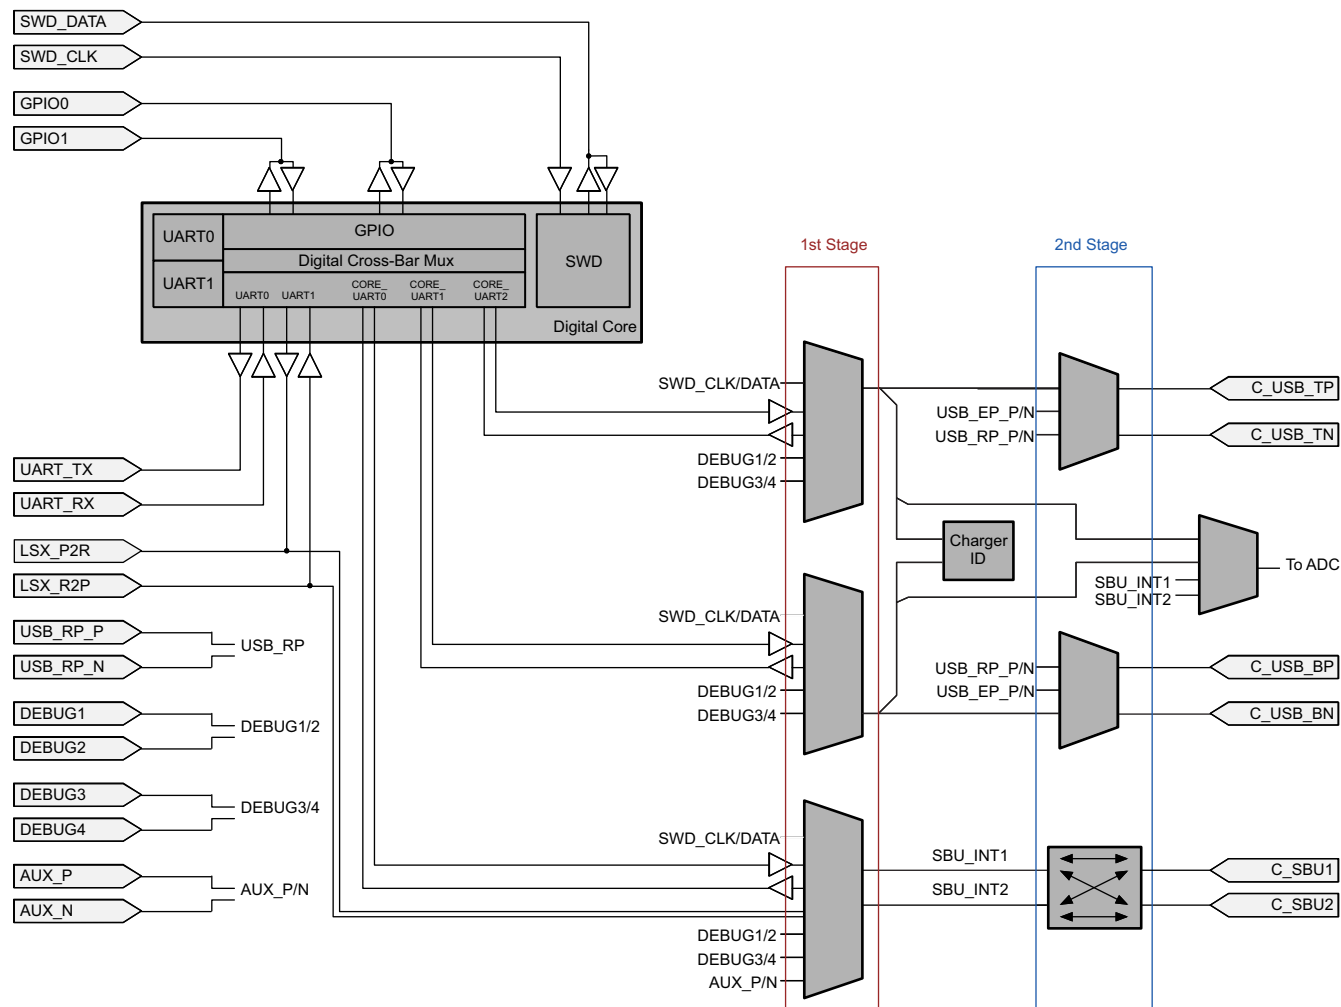 SWD_DATA
SWD_CLK
GPIO0
GPIO1
UART0
GPIO
Digital Cross-Bar Mux
SWD
UART1
UART0
UART1
CORE_
UART0
CORE_
UART1
CORE_
UART2
Digital Core
1st Stage
2nd Stage
SWD_CLK/DATA
DEBUG1/2
DEBUG3/4
USB_EP_P/N
USB_RP_P/N
C_USB_TP
C_USB_TN
UART_TX
UART_RX
LSX_P2R
LSX_R2P
Charger
ID
SBU_INT1
SBU_INT2
To ADC
USB_RP_P
USB_RP_N
USB_RP
SWD_CLK/DATA
DEBUG1/2
DEBUG3/4
USB_RP_P/N
USB_EP_P/N
C_USB_BP
C_USB_BN
DEBUG1
DEBUG2
DEBUG1/2
DEBUG3
DEBUG4
DEBUG3/4
AUX_P
AUX_N
AUX_P/N
SWD_CLK/DATA
DEBUG1/2
DEBUG3/4
AUX_P/N
SBU_INT1
SBU_INT2
C_SBU1
C_SBU2